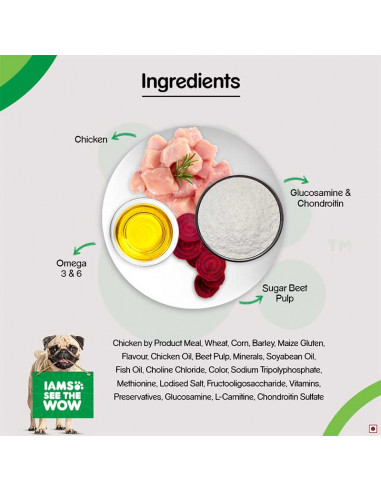 Ingredients
Chicken
Glucosamine &
Chondroitin
Omega
3 & 6
Sugar Beet
Pulp
TM
Chicken by Product Meal, Wheat, Corn, Barley, Maize Gluten,
Flavour, Chicken Oil, Beet Pulp, Minerals, Soyabean Oil,
Fish Oil, Choline Chloride, Color, Sodium Tripolyphosphate,
Methionine, Lodised Salt, Fructooligosaccharide, Vitamins,
Preservatives, Glucosamine, L-Carnitine, Chondroitin Sulfate
IAMS
SEE THE
WOW